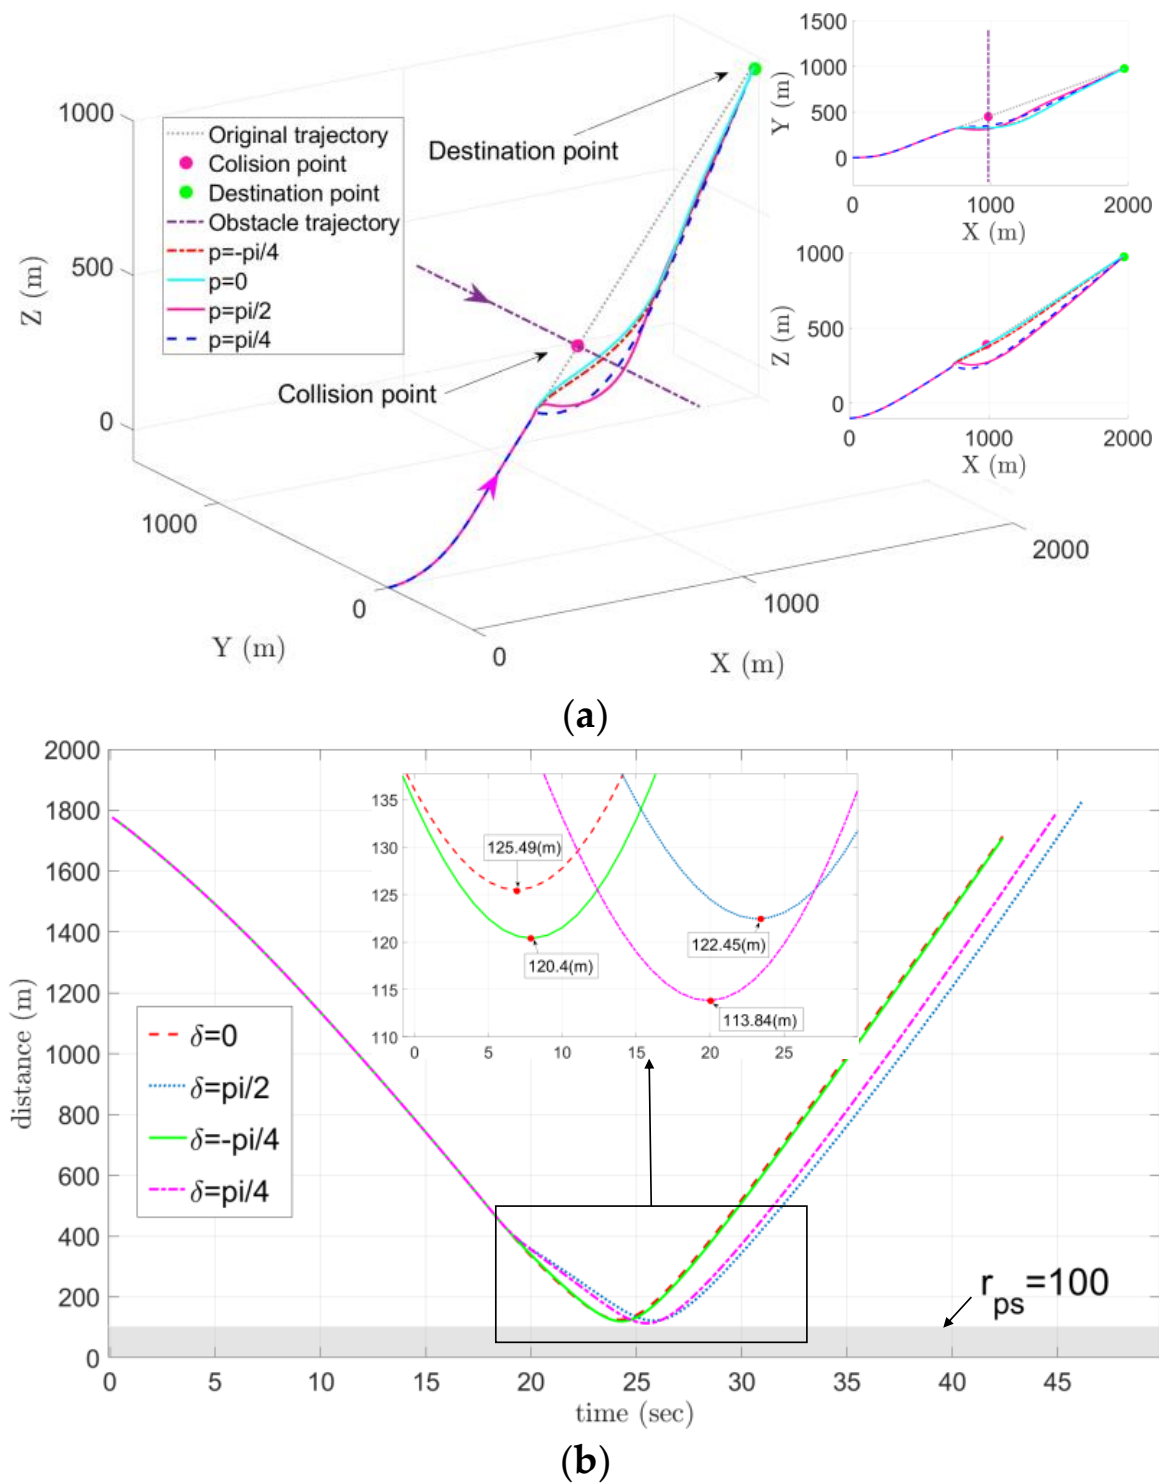 1000
500
0
Z (m)
Original trajectory
Collision point
Destination point
Obstacle trajectory
p=-pi/4
p=0
p=pi/2
p=pi/4
Destination point
Collision point
1000
0
Y (m)
0
1000
2000
X (m)
1500
1000
500
0
Y (m)
0
1000
2000
X (m)
1000
500
0
Z (m)
0
1000
2000
X (m)
(a)
2000
1800
1600
1400
1200
1000
800
600
400
200
0
distance (m)
135
130
125
120
115
110
125.49(m)
120.4(m)
122.45(m)
113.84(m)
0 5 10 15 20 25
δ=0
δ=pi/2
δ=-pi/4
δ=pi/4
r_ps=100
0 5 10 15 20 25 30 35 40 45
time (sec)
(b)